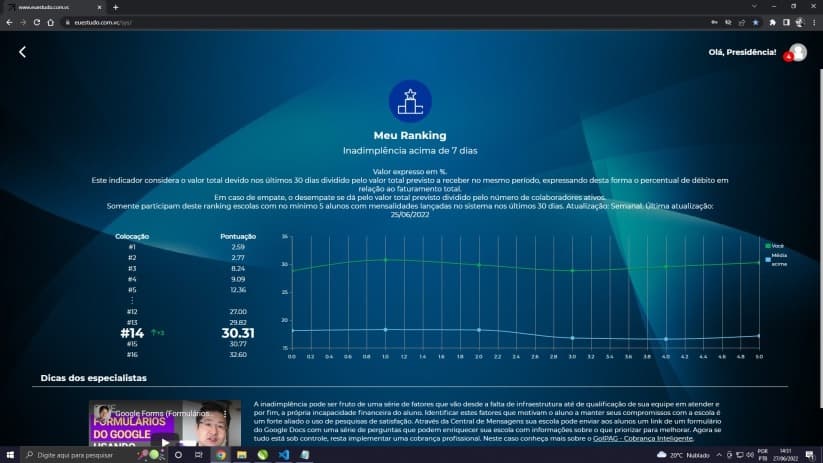 www.euestudo.com.vc
euestudo.com.vc/sys/
Olá, Presidência!
4
Meu Ranking
Inadimplência acima de 7 dias
Valor expresso em %.
Este indicador considera o valor total devido nos últimos 30 dias dividido pelo valor total previsto a receber no mesmo período, expressando desta forma o percentual de débito em
relação ao faturamento total.
Em caso de empate, o desempate se dá pelo valor total previsto dividido pelo número de colaboradores ativos.
Somente participam deste ranking escolas com no mínimo 5 alunos com mensalidades lançadas no sistema nos últimos 30 dias. Atualização: Semanal. Última atualização:
25/06/2022
Colocação Pontuação
#1 2.59
#2 2.77
#3 8.24
#4 9.09
#5 12.36
#12 27.00
#13 29.82
#14 +3 30.31
#15 30.77
#16 32.60
35
30
25
20
15
0.0 0.2 0.4 0.6 0.8 1.0 1.2 1.4 1.6 1.8 2.0 2.2 2.4 2.6 2.8 3.0 3.2 3.4 3.6 3.8 4.0 4.2 4.4 4.6 4.8 5.0
Você
Média
acima
Dicas dos especialistas
Google Forms (Formulários
FORMULÁRIOS
DO GOOGLE
A inadimplência pode ser fruto de uma série de fatores que vão desde a falta de infraestrutura até de qualificação de sua equipe em atender e
por fim, a própria incapacidade financeira do aluno. Identificar estes fatores que motivam o aluno a manter seus compromissos com a escola é
um forte aliado o uso de pesquisas de satisfação. Através da Central de Mensagens sua escola pode enviar aos alunos um link de um formulário
do Google Docs com uma série de perguntas que podem enriquecer sua escola com informações sobre o que priorizar para melhorar. Agora se
tudo está sob controle, resta implementar uma cobrança profissional. Neste caso conheça mais sobre o GolPAG - Cobrança Inteligente.
Digite aqui para pesquisar
20°C Nublado
POR
PTB
14:51
27/06/2022